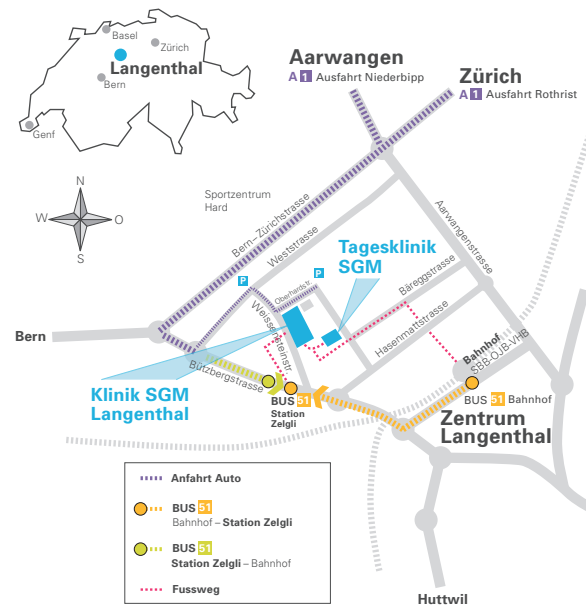 Basel
Zürich
Langenthal
Bern
Genf
Aarwangen
A 1 Ausfahrt Niederbipp
Zürich
A 1 Ausfahrt Rothrist
N
W O
S
Sportzentrum
Hard
Bern–Zürichstrasse
Weststrasse
Aarwangenstrasse
Tagesklinik
SGM
P
P
Oberhardstr.
Bäreggstrasse
Weissensteinstr.
Hasenmattstrasse
Bern
Bützbergstrasse
Bahnhof
SBB-OJB-VHB
Klinik SGM
Langenthal
BUS 51
Station
Zelgli
BUS 51 Bahnhof
Zentrum
Langenthal
Anfahrt Auto
BUS 51
Bahnhof – Station Zelgli
BUS 51
Station Zelgli – Bahnhof
Fussweg
Huttwil